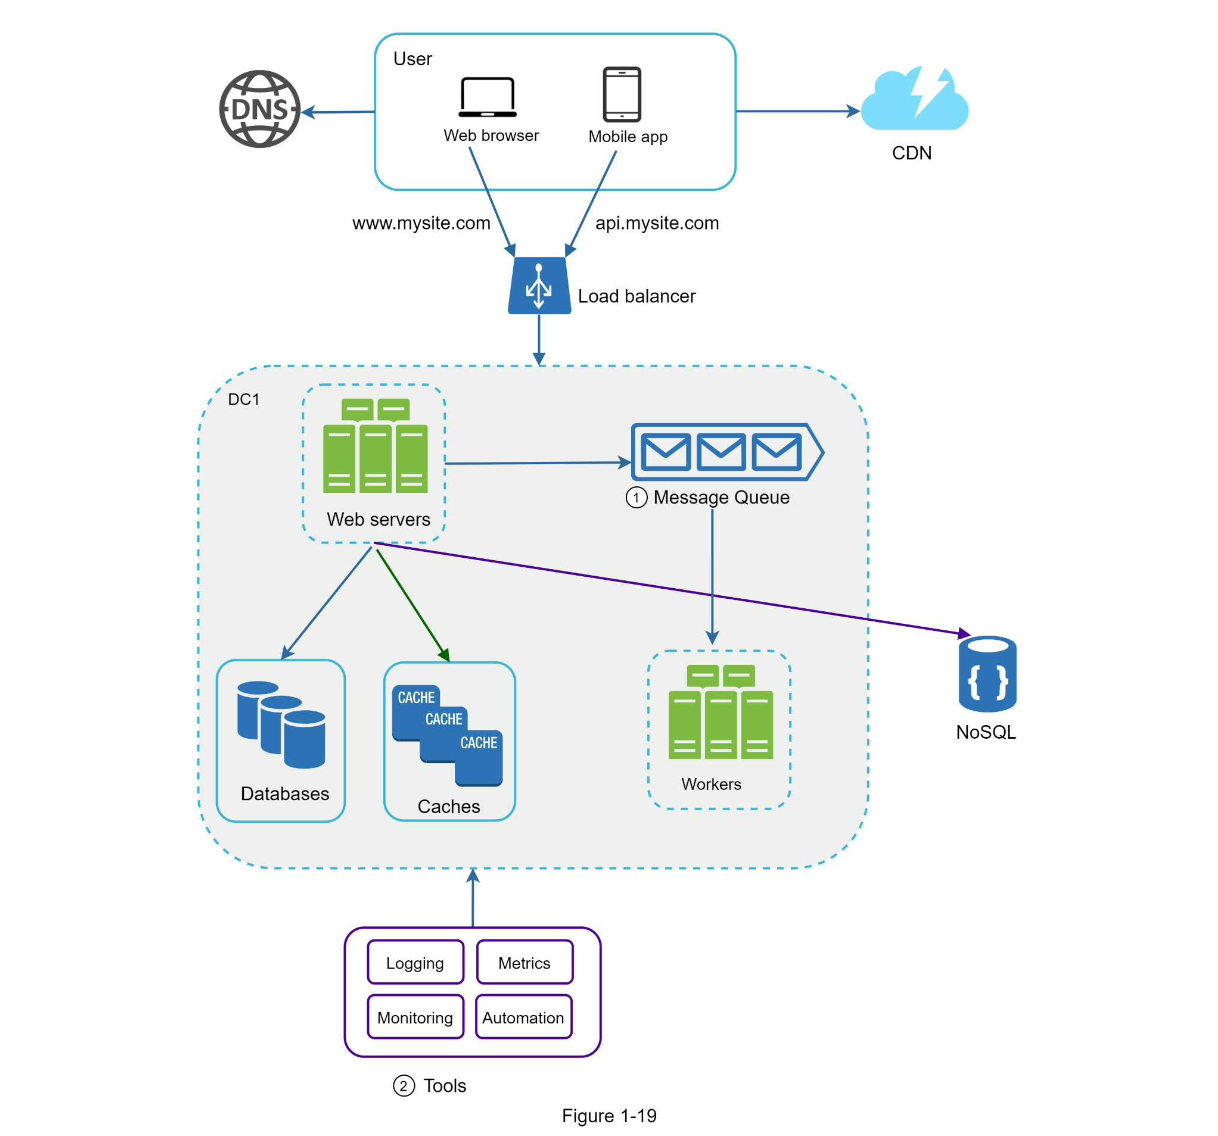 User
DNS
Web browser
Mobile app
CDN
www.mysite.com
api.mysite.com
Load balancer
DC1
Web servers
① Message Queue
CACHE
CACHE
CACHE
Databases
Caches
Workers
{ }
NoSQL
Logging
Metrics
Monitoring
Automation
② Tools
Figure 1-19